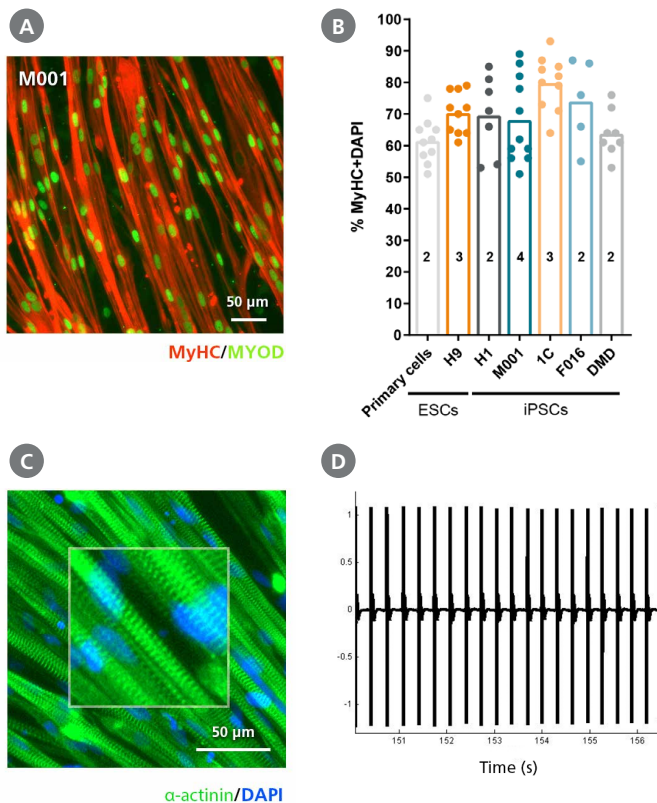 A
M001
50 μm
MyHC/MYOD
B
% MyHC+DAPI
100
90
80
70
60
50
40
30
20
10
0
2 3 2 4 3 2 2
Primary cells H9 H1 M001 1C F016 DMD
ESCs iPSCs
C
50 μm
α-actinin/DAPI
D
1
0.5
0
-0.5
-1
151 152 153 154 155 156
Time (s)